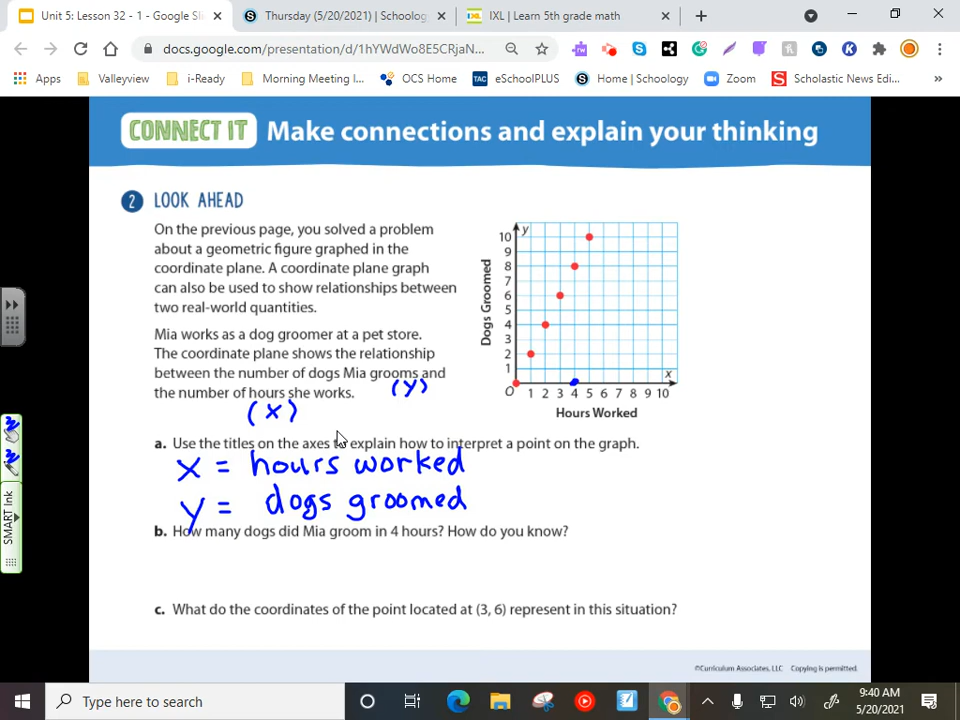 Unit 5: Lesson 32 - 1 - Google Sli
Thursday (5/20/2021) | Schoolog
IXL | Learn 5th grade math
docs.google.com/presentation/d/1hYWdWo8E5CRjaN...
Apps
Valleyview
i-Ready
Morning Meeting I...
OCS Home
eSchoolPLUS
Home | Schoology
Zoom
Scholastic News Edi...
CONNECT IT Make connections and explain your thinking
2 LOOK AHEAD
On the previous page, you solved a problem
about a geometric figure graphed in the
coordinate plane. A coordinate plane graph
can also be used to show relationships between
two real-world quantities.
Mia works as a dog groomer at a pet store.
The coordinate plane shows the relationship
between the number of dogs Mia grooms and
(y)
the number of hours she works.
(x)
y
10
9
8
7
6
5
4
3
2
1
x
O 1 2 3 4 5 6 7 8 9 10
Dogs Groomed
Hours Worked
a. Use the titles on the axes to explain how to interpret a point on the graph.
x = hours worked
y = dogs groomed
b. How many dogs did Mia groom in 4 hours? How do you know?
c. What do the coordinates of the point located at (3, 6) represent in this situation?
©Curriculum Associates, LLC Copying is permitted.
SMART Ink
Type here to search
9:40 AM
5/20/2021